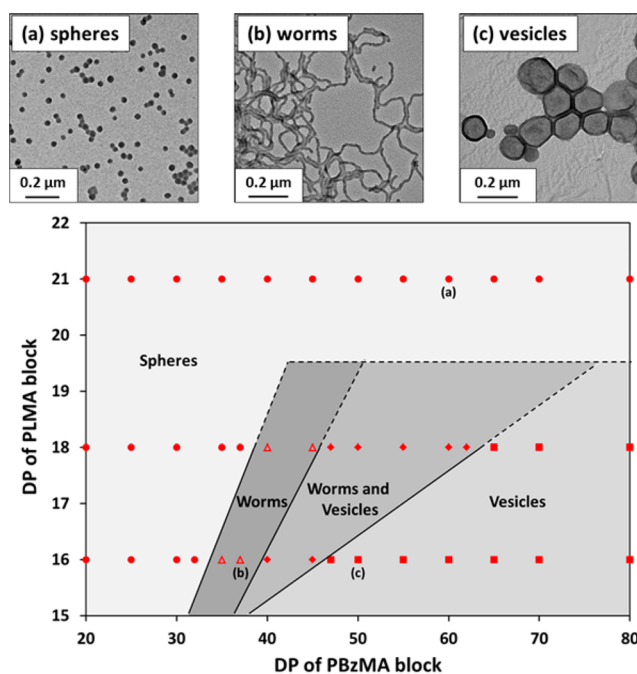 (a) spheres
(b) worms
(c) vesicles
0.2 μm
0.2 μm
0.2 μm
22
21
20
19
18
17
16
15
DP of PLMA block
(a)
Spheres
Worms
Worms and
Vesicles
Vesicles
(b)
(c)
20
30
40
50
60
70
80
DP of PBzMA block